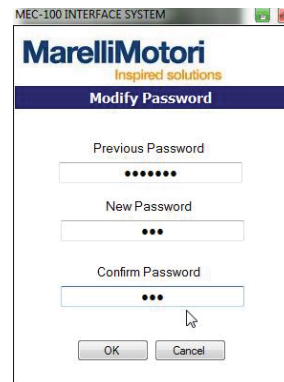 MEC-100 INTERFACE SYSTEM
MarelliMotori
Inspired solutions
Modify Password
Previous Password
•••••••
New Password
•••
Confirm Password
•••
OK Cancel